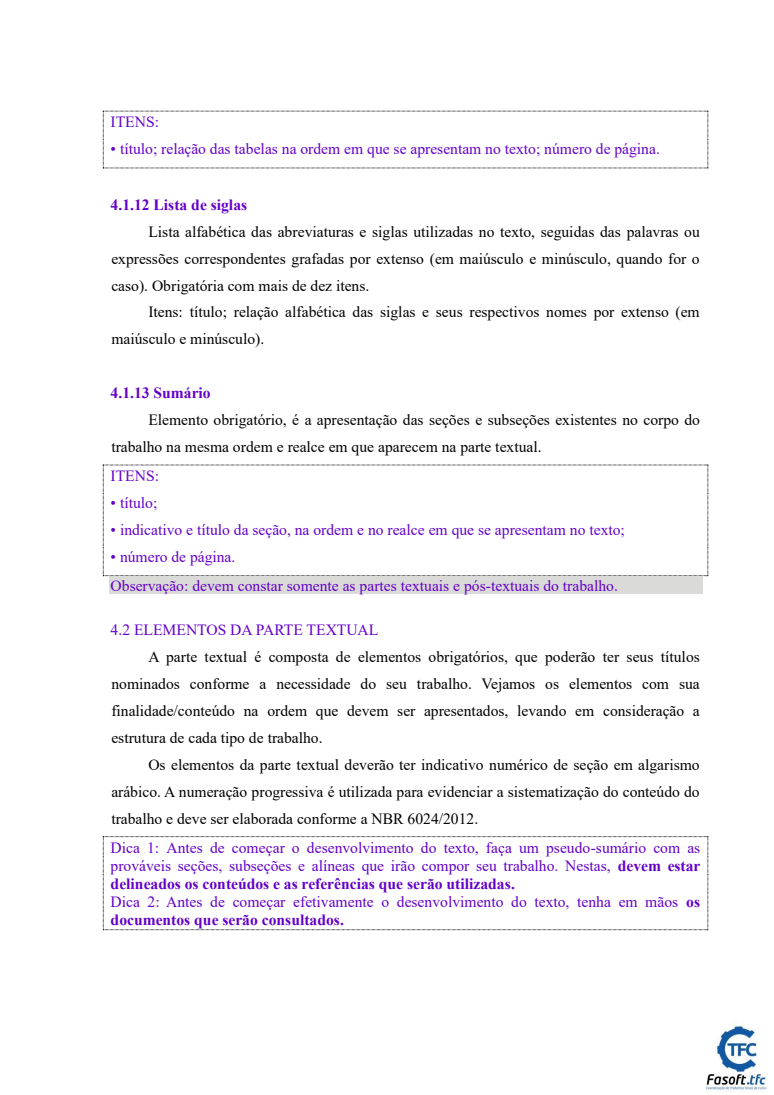 ITENS:
• título; relação das tabelas na ordem em que se apresentam no texto; número de página.
4.1.12 Lista de siglas
Lista alfabética das abreviaturas e siglas utilizadas no texto, seguidas das palavras ou
expressões correspondentes grafadas por extenso (em maiúsculo e minúsculo, quando for o
caso). Obrigatória com mais de dez itens.
Itens: título; relação alfabética das siglas e seus respectivos nomes por extenso (em
maiúsculo e minúsculo).
4.1.13 Sumário
Elemento obrigatório, é a apresentação das seções e subseções existentes no corpo do
trabalho na mesma ordem e realce em que aparecem na parte textual.
ITENS:
• título;
• indicativo e título da seção, na ordem e no realce em que se apresentam no texto;
• número de página.
Observação: devem constar somente as partes textuais e pós-textuais do trabalho.
4.2 ELEMENTOS DA PARTE TEXTUAL
A parte textual é composta de elementos obrigatórios, que poderão ter seus títulos
nominados conforme a necessidade do seu trabalho. Vejamos os elementos com sua
finalidade/conteúdo na ordem que devem ser apresentados, levando em consideração a
estrutura de cada tipo de trabalho.
Os elementos da parte textual deverão ter indicativo numérico de seção em algarismo
arábico. A numeração progressiva é utilizada para evidenciar a sistematização do conteúdo do
trabalho e deve ser elaborada conforme a NBR 6024/2012.
Dica 1: Antes de começar o desenvolvimento do texto, faça um pseudo-sumário com as
prováveis seções, subseções e alíneas que irão compor seu trabalho. Nestas, devem estar
delineados os conteúdos e as referências que serão utilizadas.
Dica 2: Antes de começar efetivamente o desenvolvimento do texto, tenha em mãos os
documentos que serão consultados.
TFC
Fasoft.tfc